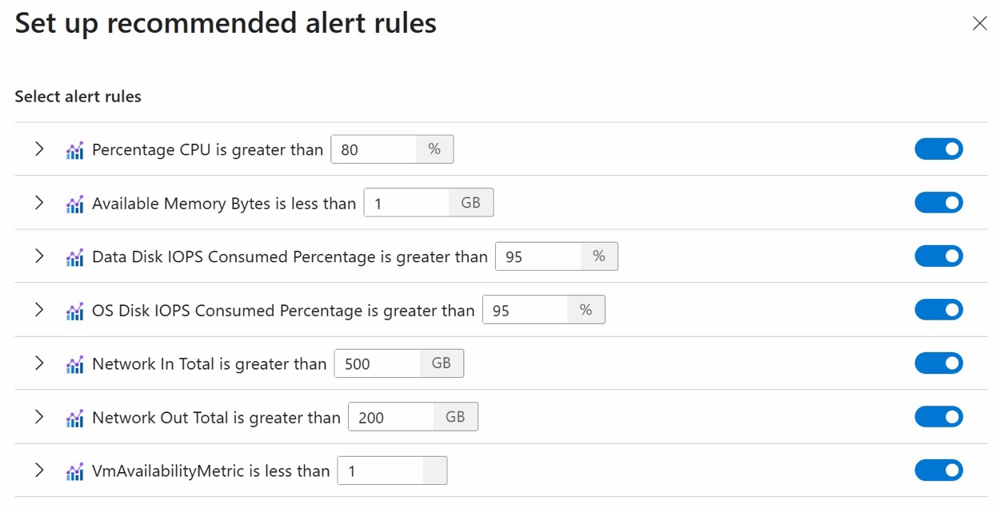 Set up recommended alert rules
Select alert rules
Percentage CPU is greater than 80 %
Available Memory Bytes is less than 1 GB
Data Disk IOPS Consumed Percentage is greater than 95 %
OS Disk IOPS Consumed Percentage is greater than 95 %
Network In Total is greater than 500 GB
Network Out Total is greater than 200 GB
VmAvailabilityMetric is less than 1